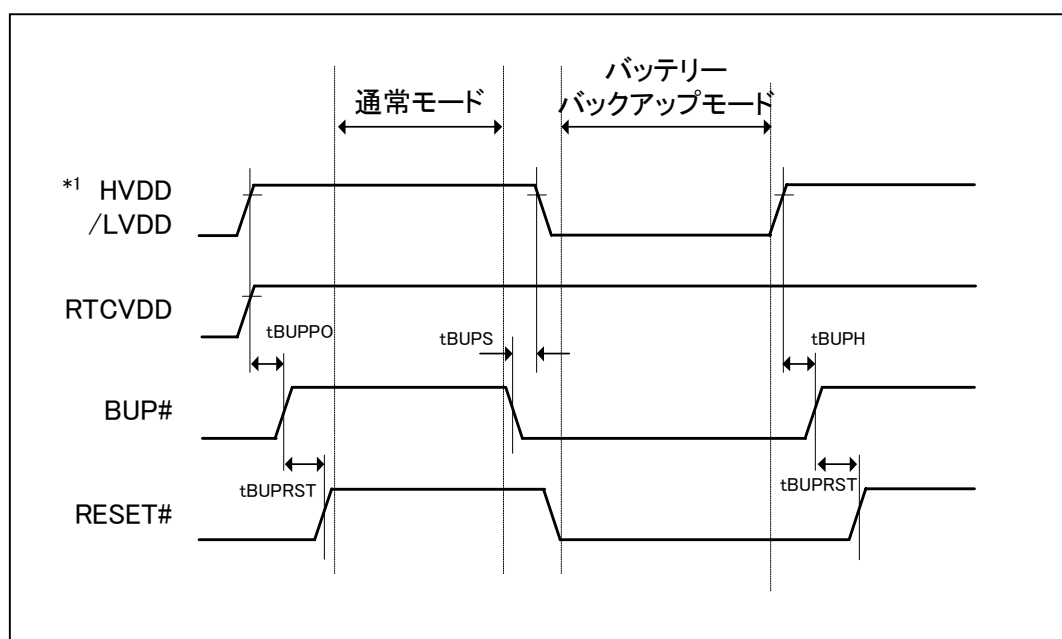 通常モード
バッテリー
バックアップモード
*1 HVDD
/LVDD
RTCVDD
tBUPPO
tBUPS
tBUPH
BUP#
tBUPRST
tBUPRST
RESET#